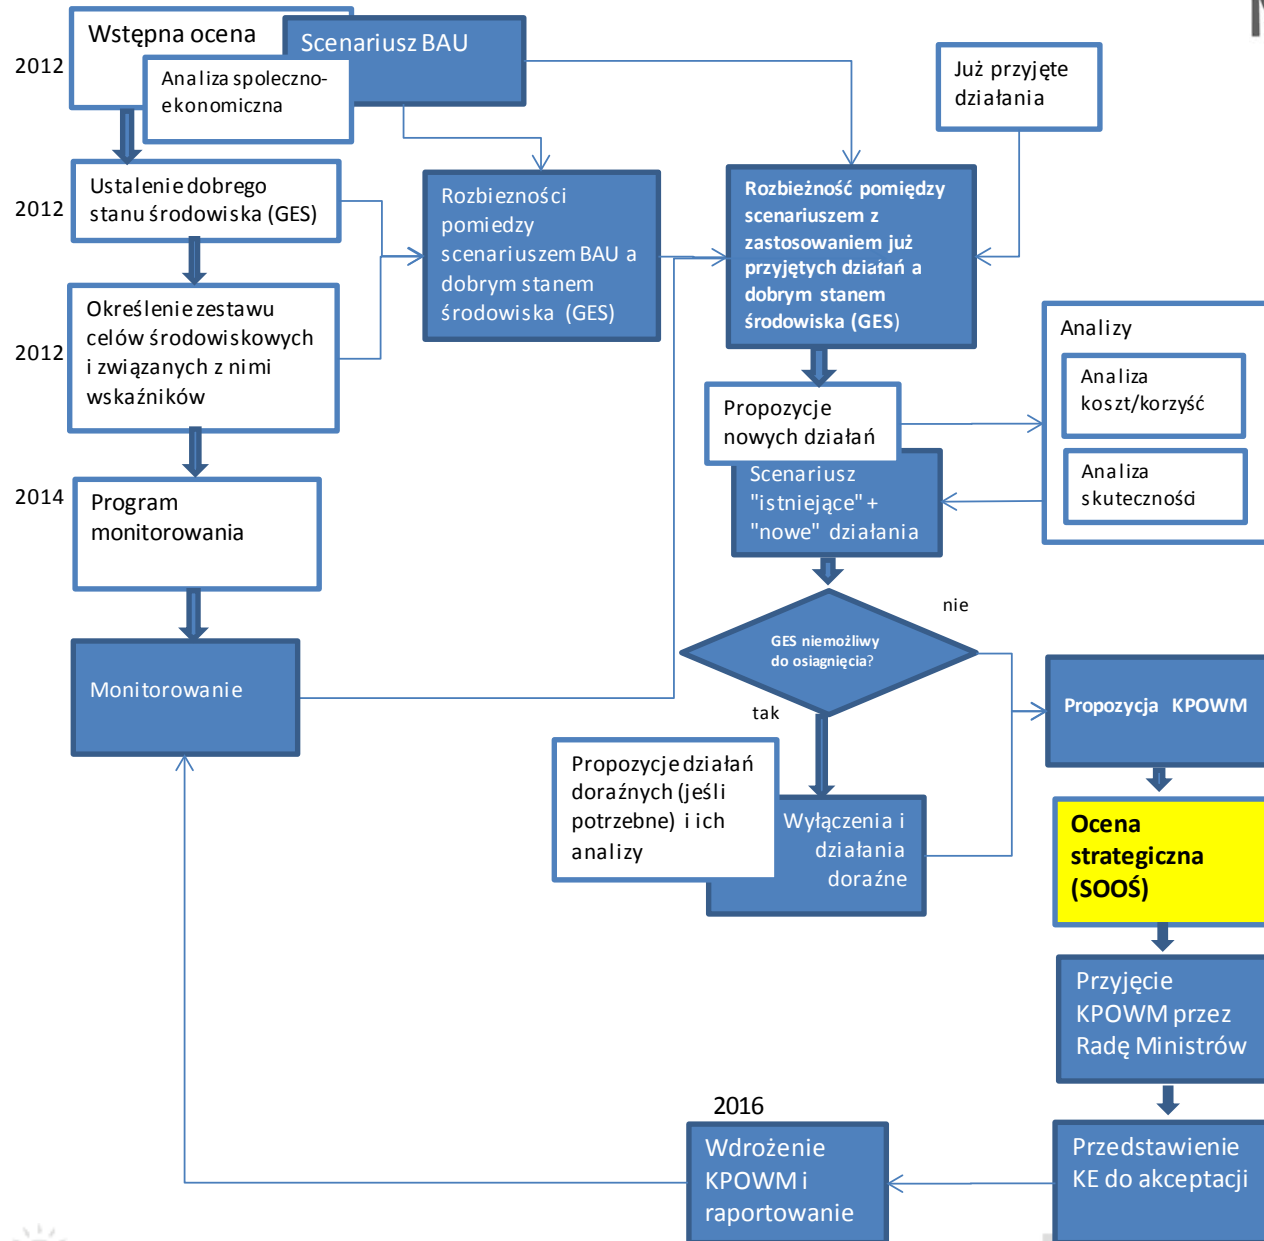 Wstępna ocena
Scenariusz BAU
2012
Analiza społeczno-
ekonomiczna
Już przyjęte
działania
2012
Ustalenie dobrego
stanu środowiska (GES)
Rozbiezności
pomiedzy
scenariuszem BAU a
dobrym stanem
środowiska (GES)
Rozbieżność pomiędzy
scenariuszem z
zastosowaniem już
przyjętych działań a
dobrym stanem
środowiska (GES)
2012
Określenie zestawu
celów środowiskowych
i związanych z nimi
wskaźników
Analizy
Analiza
koszt/korzyść
Analiza
skuteczności
Propozycje
nowych działań
Scenariusz
"istniejące" +
"nowe" działania
2014
Program
monitorowania
nie
GES niemożliwy
do osiagnięcia?
tak
Monitorowanie
Propozycja KPOWM
Propozycje działań
doraźnych (jeśli
potrzebne) i ich
analizy
Wyłączenia i
działania
doraźne
Ocena
strategiczna
(SOOŚ)
Przyjęcie
KPOWM przez
Radę Ministrów
2016
Wdrożenie
KPOWM i
raportowanie
Przedstawienie
KE do akceptacji